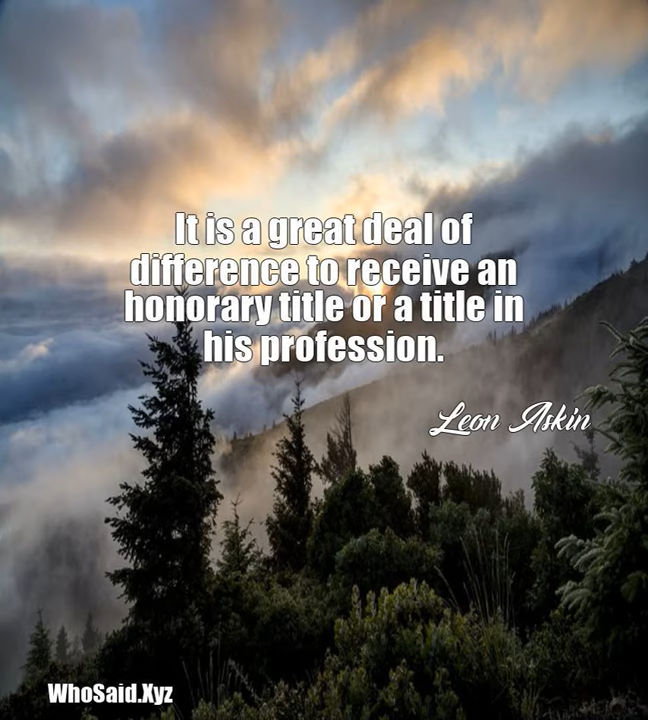 It is a great deal of
difference to receive an
honorary title or a title in
his profession.
Leon Askin
WhoSaid.Xyz